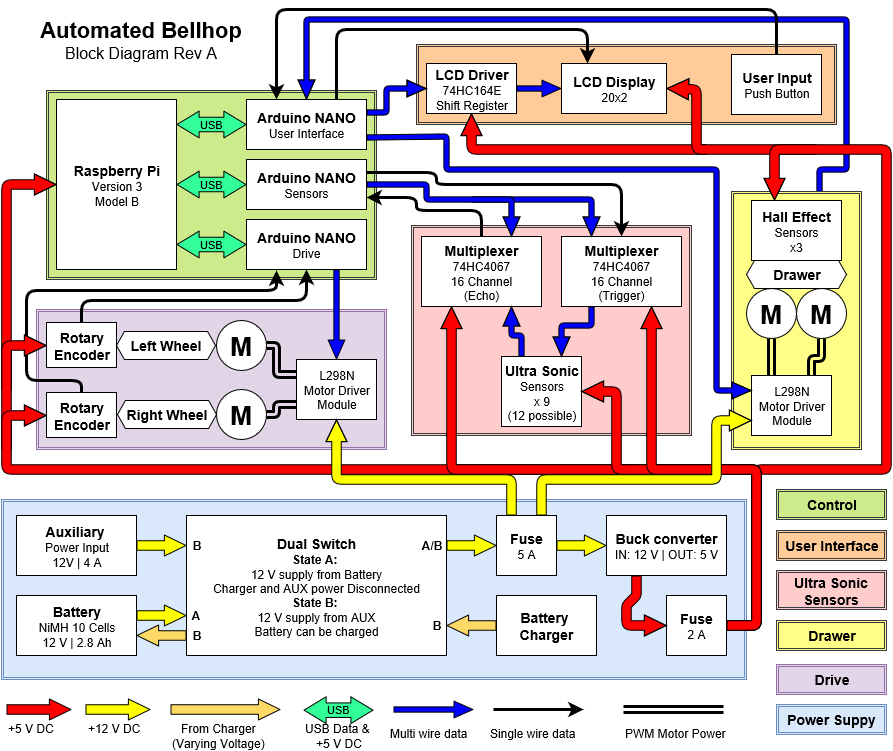 Automated Bellhop
Block Diagram Rev A
LCD Driver
74HC164E
Shift Register
LCD Display
20x2
User Input
Push Button
Raspberry Pi
Version 3
Model B
USB
Arduino NANO
User Interface
USB
Arduino NANO
Sensors
USB
Arduino NANO
Drive
Multiplexer
74HC4067
16 Channel
(Echo)
Multiplexer
74HC4067
16 Channel
(Trigger)
Hall Effect
Sensors
x3
Drawer
M
M
Rotary
Encoder
Left Wheel
M
Rotary
Encoder
Right Wheel
M
L298N
Motor Driver
Module
Ultra Sonic
Sensors
x 9
(12 possible)
L298N
Motor Driver
Module
Auxiliary
Power Input
12V | 4 A
B
Dual Switch
State A:
12 V supply from Battery
Charger and AUX power Disconnected
State B:
12 V supply from AUX
Battery can be charged
A/B
Fuse
5 A
Buck converter
IN: 12 V | OUT: 5 V
Battery
NiMH 10 Cells
12 V | 2.8 Ah
A
B
B
Battery
Charger
Fuse
2 A
Control
User Interface
Ultra Sonic
Sensors
Drawer
Drive
Power Suppy
+5 V DC
+12 V DC
From Charger
(Varying Voltage)
USB
USB Data &
+5 V DC
Multi wire data
Single wire data
PWM Motor Power